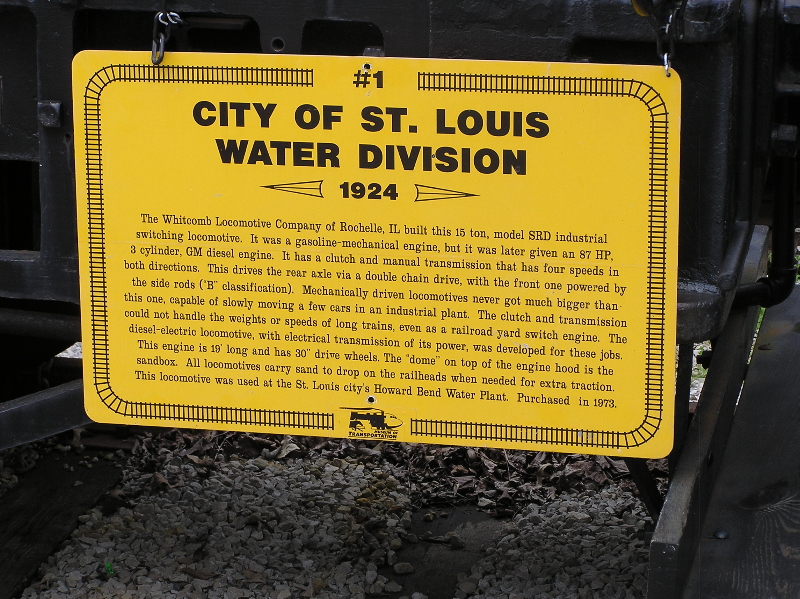 #1
CITY OF ST. LOUIS
WATER DIVISION
1924
The Whitcomb Locomotive Company of Rochelle, IL built this 15 ton, model SRD industrial
switching locomotive. It was a gasoline-mechanical engine, but it was later given an 87 HP,
3 cylinder, GM diesel engine. It has a clutch and manual transmission that has four speeds in
both directions. This drives the rear axle via a double chain drive, with the front one powered by
the side rods ("B" classification). Mechanically driven locomotives never got much bigger than
this one, capable of slowly moving a few cars in an industrial plant. The clutch and transmission
could not handle the weights or speeds of long trains, even as a railroad yard switch engine. The
diesel-electric locomotive, with electrical transmission of its power, was developed for these jobs.
This engine is 19' long and has 30" drive wheels. The "dome" on top of the engine hood is the
sandbox. All locomotives carry sand to drop on the railheads when needed for extra traction.
This locomotive was used at the St. Louis city's Howard Bend Water Plant. Purchased in 1973.
MUSEUM OF
TRANSPORTATION